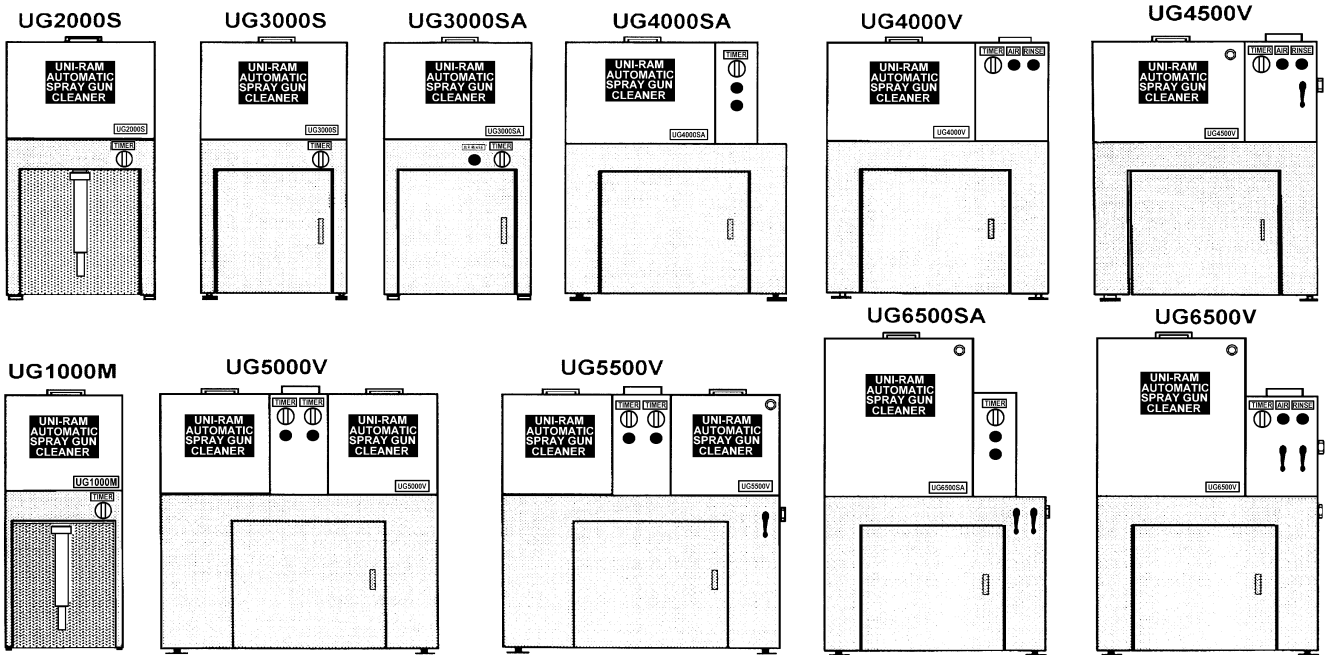 UG2000S
UNI-RAM
AUTOMATIC
SPRAY GUN
CLEANER
UG2000S
TIMER
UG3000S
UNI-RAM
AUTOMATIC
SPRAY GUN
CLEANER
UG3000S
TIMER
UG3000SA
UNI-RAM
AUTOMATIC
SPRAY GUN
CLEANER
UG3000SA
TIMER
UG4000SA
UNI-RAM
AUTOMATIC
SPRAY GUN
CLEANER
TIMER
UG4000SA
UG4000V
UNI-RAM
AUTOMATIC
SPRAY GUN
CLEANER
TIMER AIR RINSE
UG4000V
UG4500V
UNI-RAM
AUTOMATIC
SPRAY GUN
CLEANER
TIMER AIR RINSE
UG4500V
UG1000M
UNI-RAM
AUTOMATIC
SPRAY GUN
CLEANER
UG1000M
TIMER
UG5000V
UNI-RAM
AUTOMATIC
SPRAY GUN
CLEANER
TIMER TIMER
UNI-RAM
AUTOMATIC
SPRAY GUN
CLEANER
UG5000V
UG5500V
UNI-RAM
AUTOMATIC
SPRAY GUN
CLEANER
TIMER TIMER
UNI-RAM
AUTOMATIC
SPRAY GUN
CLEANER
UG5500V
UG6500SA
UNI-RAM
AUTOMATIC
SPRAY GUN
CLEANER
TIMER
UG6500SA
UG6500V
UNI-RAM
AUTOMATIC
SPRAY GUN
CLEANER
TIMER AIR RINSE
UG6500V